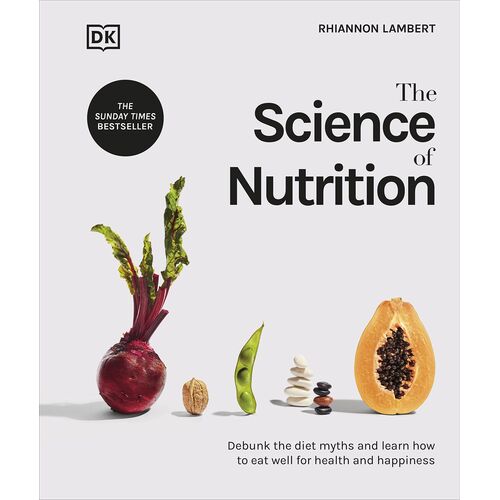 DK
RHIANNON LAMBERT
THE
SUNDAY TIMES
BESTSELLER
The
Science
of
Nutrition
Debunk the diet myths and learn how
to eat well for health and happiness